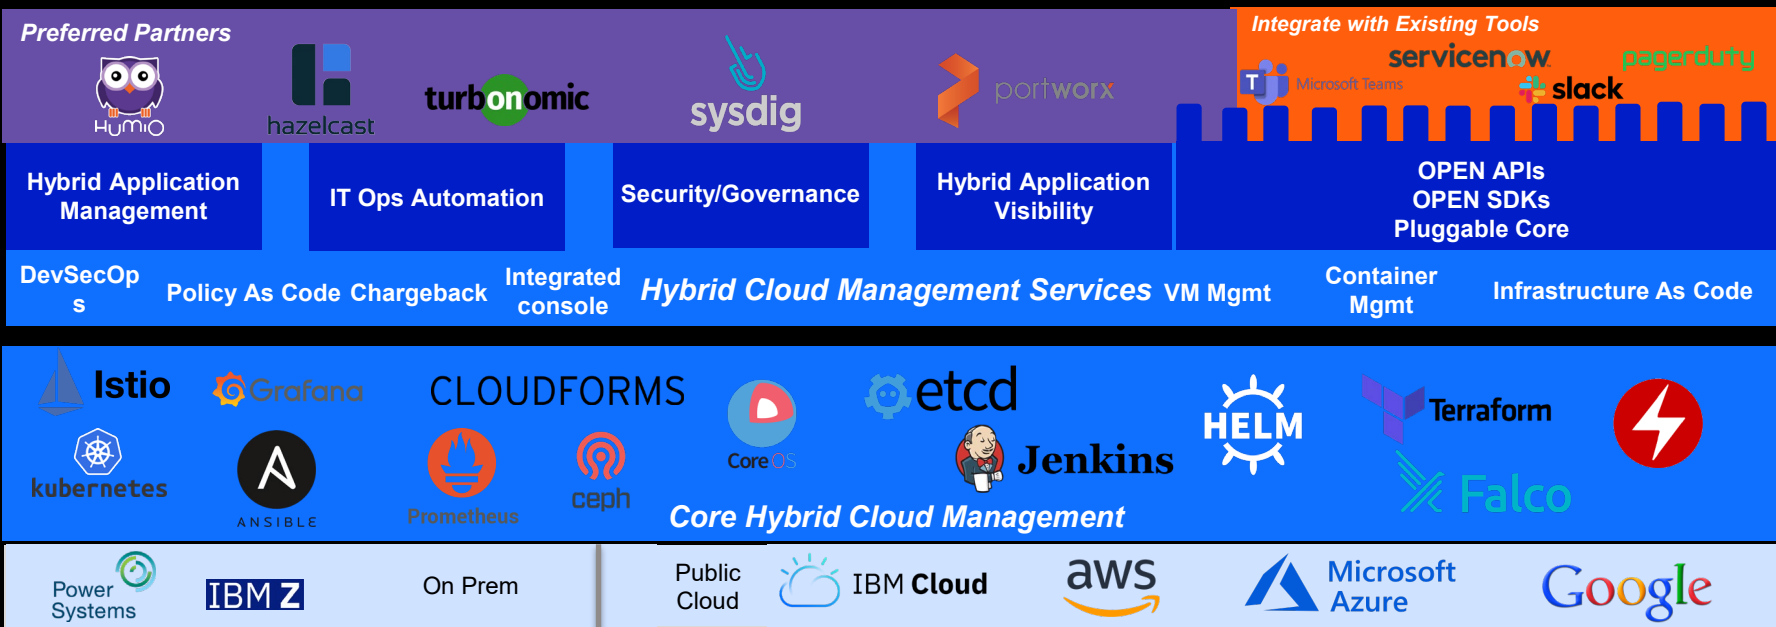 Preferred Partners
HUMIO
hazelcast
turbonomic
sysdig
portworx
Integrate with Existing Tools
servicenow
pagerduty
T
Microsoft Teams
slack
Hybrid Application
Management
IT Ops Automation
Security/Governance
Hybrid Application
Visibility
OPEN APIs
OPEN SDKs
Pluggable Core
DevSecOp
s
Policy As Code
Chargeback
Integrated
console
Hybrid Cloud Management Services
VM Mgmt
Container
Mgmt
Infrastructure As Code
Istio
Grafana
CLOUDFORMS
Core OS
etcd
HELM
Terraform
kubernetes
A
ANSIBLE
Prometheus
ceph
Jenkins
Falco
Core Hybrid Cloud Management
Power
Systems
IBM Z
On Prem
Public
Cloud
IBM Cloud
aws
Microsoft
Azure
Google